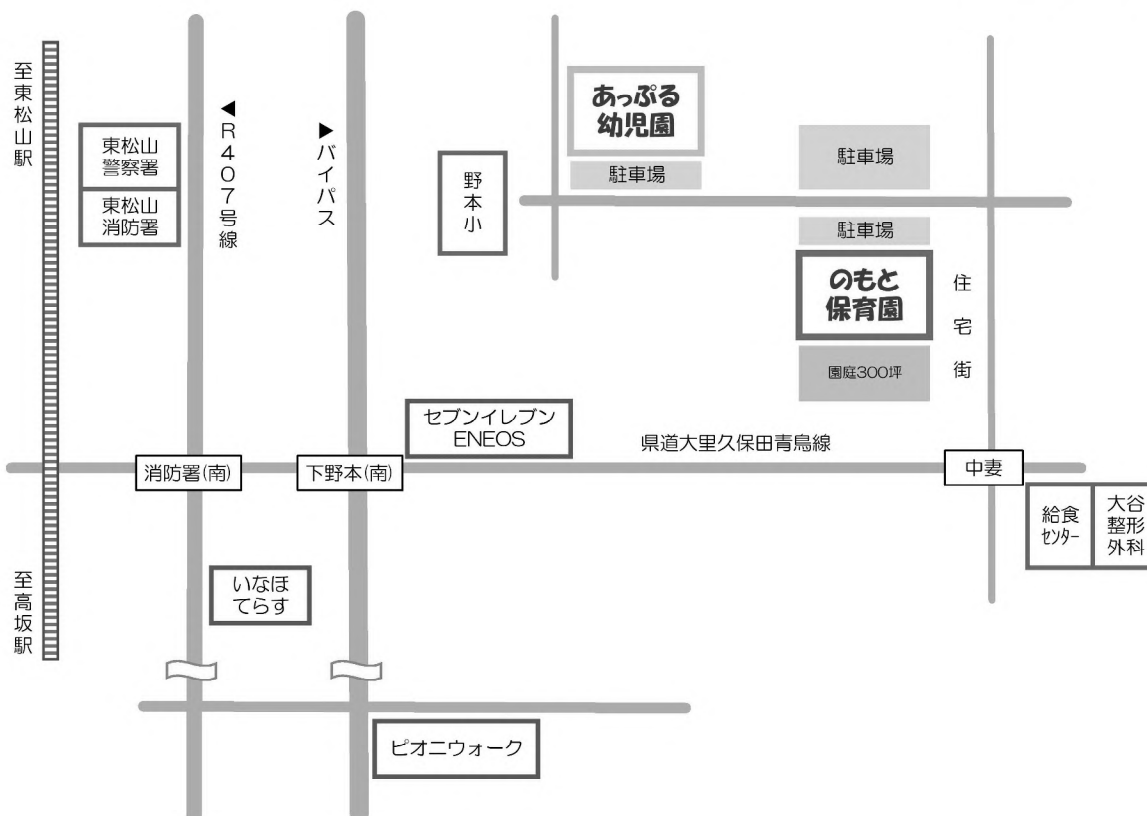 至東松山駅
東松山
警察署
東松山
消防署
◀R407号線
▶バイパス
野本小
あっぷる
幼児園
駐車場
駐車場
駐車場
のもと
保育園
園庭300坪
住宅街
セブンイレブン
ENEOS
県道大里久保田青鳥線
消防署(南)
下野本(南)
中妻
給食
センター
大谷
整形
外科
至高坂駅
いなほ
てらす
ピオニウォーク